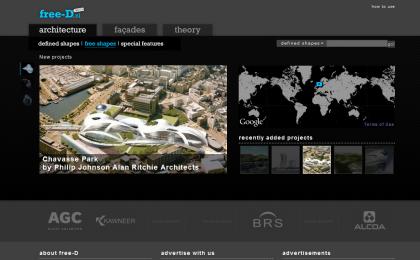 free-D.nl
how to use
architecture façades theory
defined shapes | free shapes | special features
defined shapes
go
New projects
Chavasse Park
by Philip Johnson Alan Ritchie Architects
Google
Terms of Use
recently added projects
AGC
KAWNEER
BRS
ALCOA
about free-D
advertise with us
advertisements